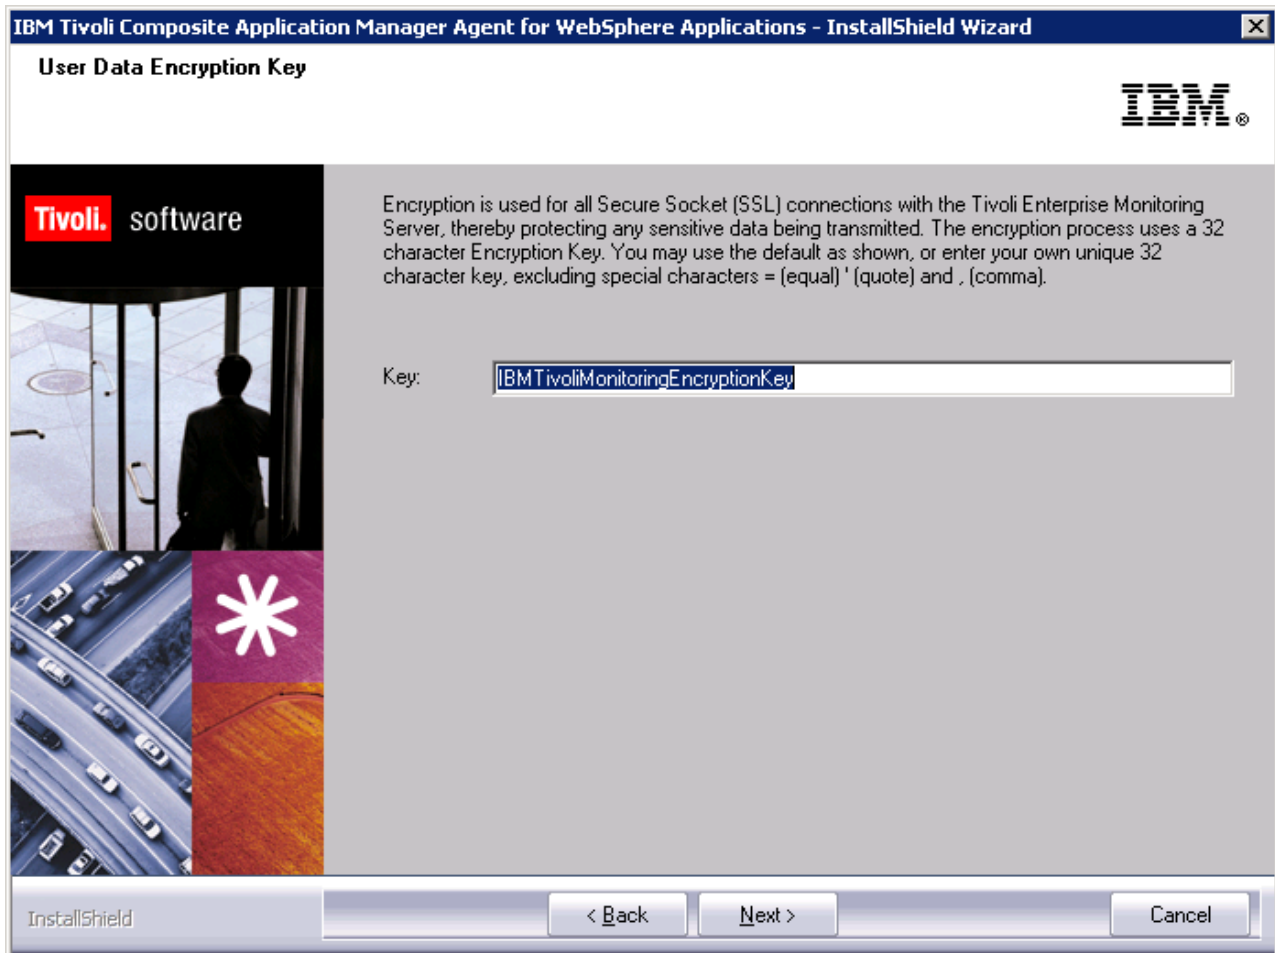 IBM Tivoli Composite Application Manager Agent for WebSphere Applications - InstallShield Wizard
User Data Encryption Key
IBM®
Tivoli. software
Encryption is used for all Secure Socket (SSL) connections with the Tivoli Enterprise Monitoring
Server, thereby protecting any sensitive data being transmitted. The encryption process uses a 32
character Encryption Key. You may use the default as shown, or enter your own unique 32
character key, excluding special characters = (equal) ' (quote) and , (comma).
Key: IBMTivoliMonitoringEncryptionKey
InstallShield
< Back Next > Cancel